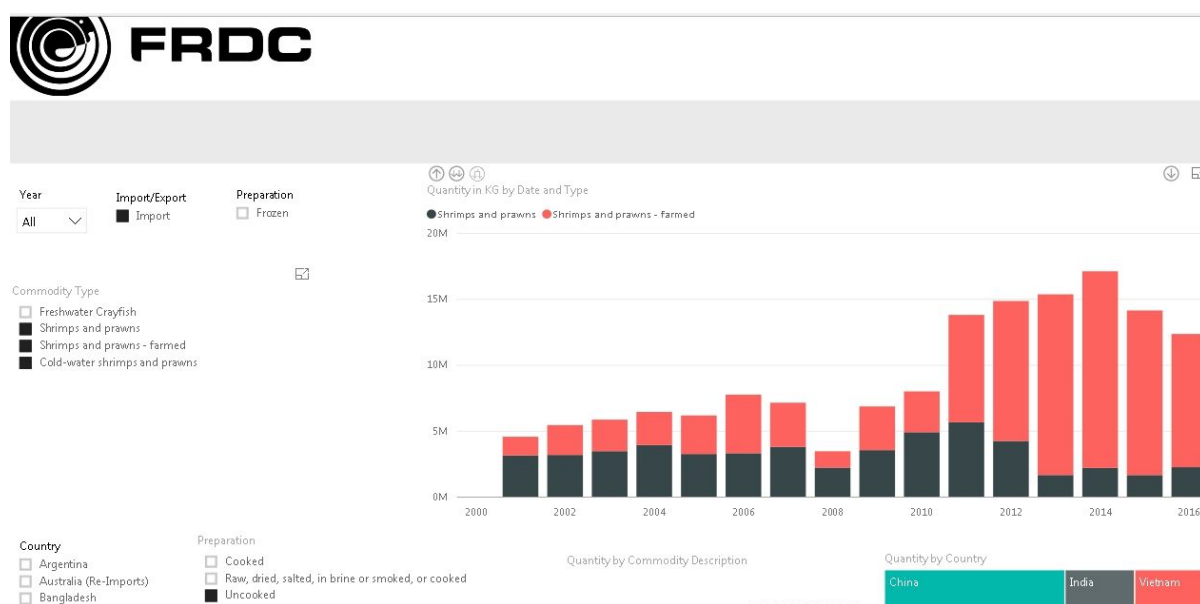 FRDC
Year
All
Import/Export
Import
Preparation
Frozen
Commodity Type
Freshwater Crayfish
Shrimps and prawns
Shrimps and prawns - farmed
Cold-water shrimps and prawns
Quantity in KG by Date and Type
Shrimps and prawns Shrimps and prawns - farmed
20M
15M
10M
5M
0M
2000 2002 2004 2006 2008 2010 2012 2014 2016
Country
Argentina
Australia (Re-Imports)
Bangladesh
Preparation
Cooked
Raw, dried, salted, in brine or smoked, or cooked
Uncooked
Quantity by Commodity Description
Quantity by Country
China India Vietnam